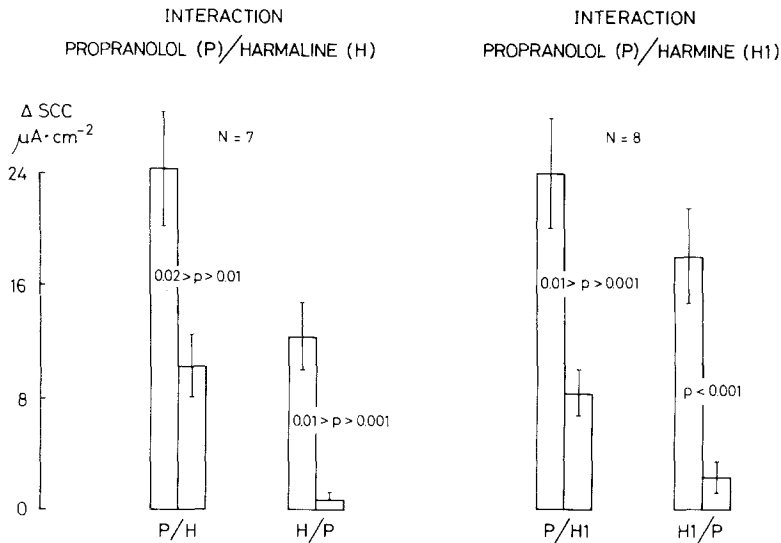 INTERACTION
PROPRANOLOL (P)/HARMALINE (H)
INTERACTION
PROPRANOLOL (P)/HARMINE (H1)
Δ SCC
μA·cm⁻²
N = 7
N = 8
24
16
8
0
0.02 > p > 0.01
0.01 > p > 0.001
0.01 > p > 0.001
p < 0.001
P/H
H/P
P/H1
H1/P